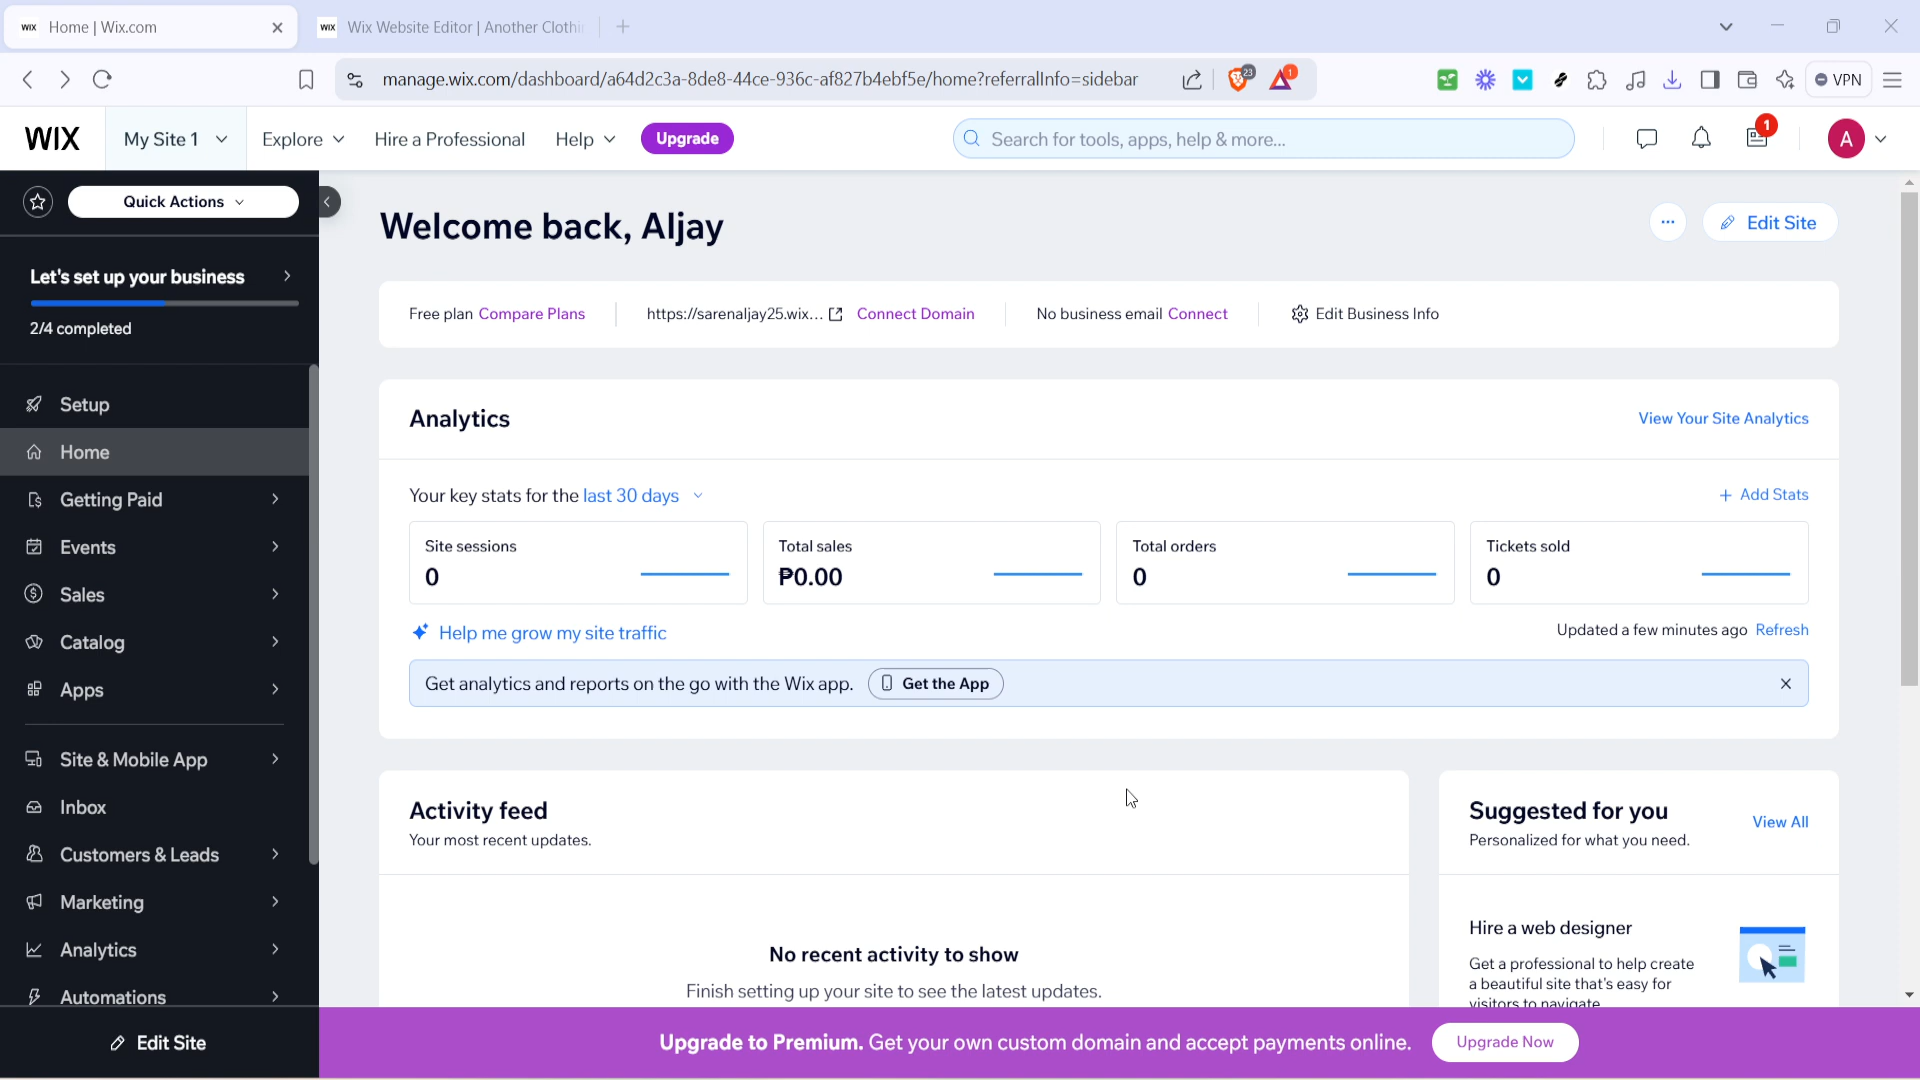 WIX Home | Wix.com
WIX Wix Website Editor | Another Clothi
manage.wix.com/dashboard/a64d2c3a-8de8-44ce-936c-af827b4ebf5e/home?referralInfo=sidebar
23
1
VPN
WIX
My Site 1
Explore
Hire a Professional
Help
Upgrade
Search for tools, apps, help & more...
1
A
Quick Actions
Let's set up your business
2/4 completed
Setup
Home
Getting Paid
Events
Sales
Catalog
Apps
Site & Mobile App
Inbox
Customers & Leads
Marketing
Analytics
Automations
Edit Site
Welcome back, Aljay
Edit Site
Free plan Compare Plans
https://sarenaljay25.wix... Connect Domain
No business email Connect
Edit Business Info
Analytics
View Your Site Analytics
Your key stats for the last 30 days
+ Add Stats
Site sessions
0
Total sales
₱0.00
Total orders
0
Tickets sold
0
Help me grow my site traffic
Updated a few minutes ago Refresh
Get analytics and reports on the go with the Wix app.
Get the App
Activity feed
Your most recent updates.
No recent activity to show
Finish setting up your site to see the latest updates.
Suggested for you
Personalized for what you need.
View All
Hire a web designer
Get a professional to help create
a beautiful site that's easy for
visitors to navigate
Upgrade to Premium. Get your own custom domain and accept payments online.
Upgrade Now